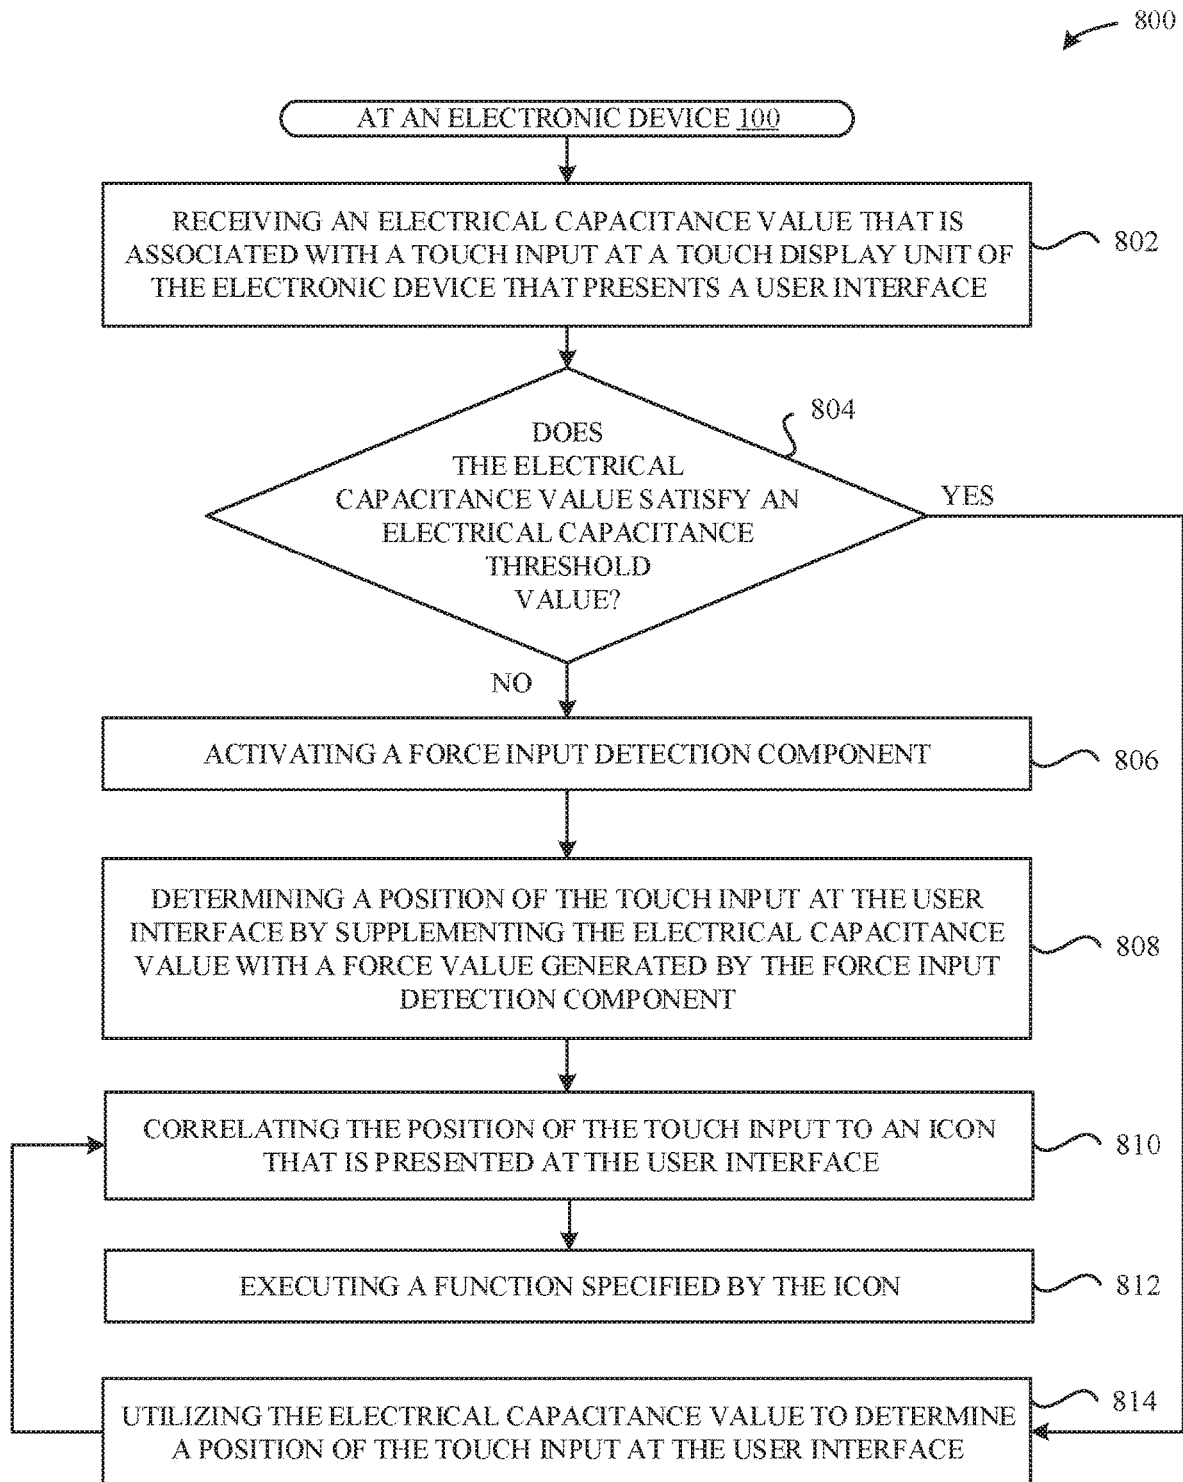 800
AT AN ELECTRONIC DEVICE 100
RECEIVING AN ELECTRICAL CAPACITANCE VALUE THAT IS
ASSOCIATED WITH A TOUCH INPUT AT A TOUCH DISPLAY UNIT OF
THE ELECTRONIC DEVICE THAT PRESENTS A USER INTERFACE
802
804
DOES
THE ELECTRICAL
CAPACITANCE VALUE SATISFY AN
ELECTRICAL CAPACITANCE
THRESHOLD
VALUE?
YES
NO
ACTIVATING A FORCE INPUT DETECTION COMPONENT
806
DETERMINING A POSITION OF THE TOUCH INPUT AT THE USER
INTERFACE BY SUPPLEMENTING THE ELECTRICAL CAPACITANCE
VALUE WITH A FORCE VALUE GENERATED BY THE FORCE INPUT
DETECTION COMPONENT
808
CORRELATING THE POSITION OF THE TOUCH INPUT TO AN ICON
THAT IS PRESENTED AT THE USER INTERFACE
810
EXECUTING A FUNCTION SPECIFIED BY THE ICON
812
UTILIZING THE ELECTRICAL CAPACITANCE VALUE TO DETERMINE
A POSITION OF THE TOUCH INPUT AT THE USER INTERFACE
814